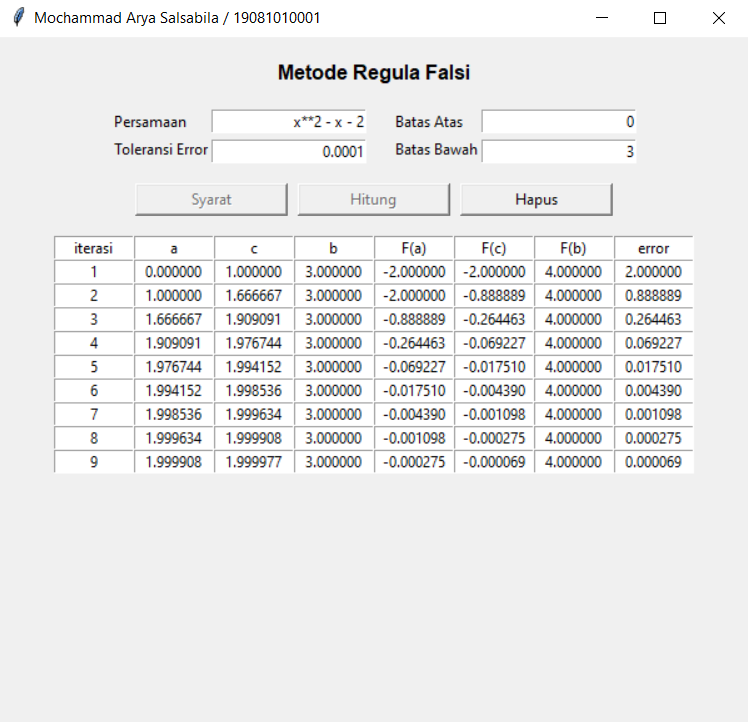 Mochammad Arya Salsabila / 19081010001
Metode Regula Falsi
Persamaan x**2 - x - 2 Batas Atas 0
Toleransi Error 0.0001 Batas Bawah 3
Syarat Hitung Hapus
iterasi a c b F(a) F(c) F(b) error
1 0.000000 1.000000 3.000000 -2.000000 -2.000000 4.000000 2.000000
2 1.000000 1.666667 3.000000 -2.000000 -0.888889 4.000000 0.888889
3 1.666667 1.909091 3.000000 -0.888889 -0.264463 4.000000 0.264463
4 1.909091 1.976744 3.000000 -0.264463 -0.069227 4.000000 0.069227
5 1.976744 1.994152 3.000000 -0.069227 -0.017510 4.000000 0.017510
6 1.994152 1.998536 3.000000 -0.017510 -0.004390 4.000000 0.004390
7 1.998536 1.999634 3.000000 -0.004390 -0.001098 4.000000 0.001098
8 1.999634 1.999908 3.000000 -0.001098 -0.000275 4.000000 0.000275
9 1.999908 1.999977 3.000000 -0.000275 -0.000069 4.000000 0.000069